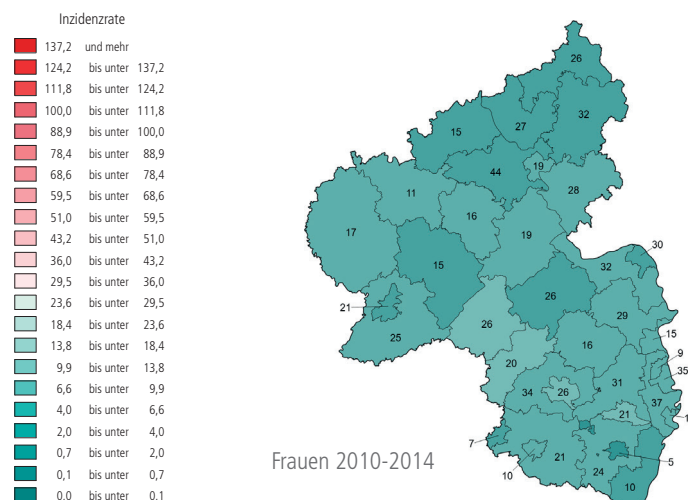 Inzidenzrate
137,2 und mehr
124,2 bis unter 137,2
111,8 bis unter 124,2
100,0 bis unter 111,8
88,9 bis unter 100,0
78,4 bis unter 88,9
68,6 bis unter 78,4
59,5 bis unter 68,6
51,0 bis unter 59,5
43,2 bis unter 51,0
36,0 bis unter 43,2
29,5 bis unter 36,0
23,6 bis unter 29,5
18,4 bis unter 23,6
13,8 bis unter 18,4
9,9 bis unter 13,8
6,6 bis unter 9,9
4,0 bis unter 6,6
2,0 bis unter 4,0
0,7 bis unter 2,0
0,1 bis unter 0,7
0,0 bis unter 0,1
26
32
27
15
44
19
28
11
16
17
19
15
30
32
26
29
21
25
26
15
16
9
20
35
31
34
26
37
21
7
10
21
24
5
10
Frauen 2010-2014